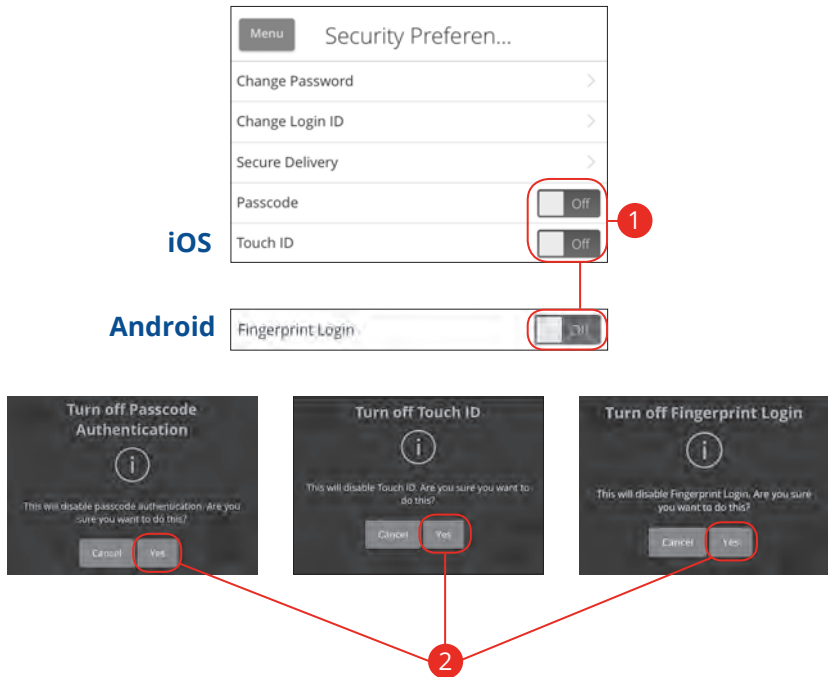 Menu Security Preferen...
Change Password
Change Login ID
Secure Delivery
Passcode Off
1
iOS Touch ID Off
Android Fingerprint Login Off
Turn off Passcode
Authentication
i
This will disable passcode authentication. Are you
sure you want to do this?
Cancel Yes
Turn off Touch ID
i
This will disable Touch ID. Are you sure you want to
do this?
Cancel Yes
Turn off Fingerprint Login
i
This will disable Fingerprint Login. Are you sure
you want to do this?
Cancel Yes
2